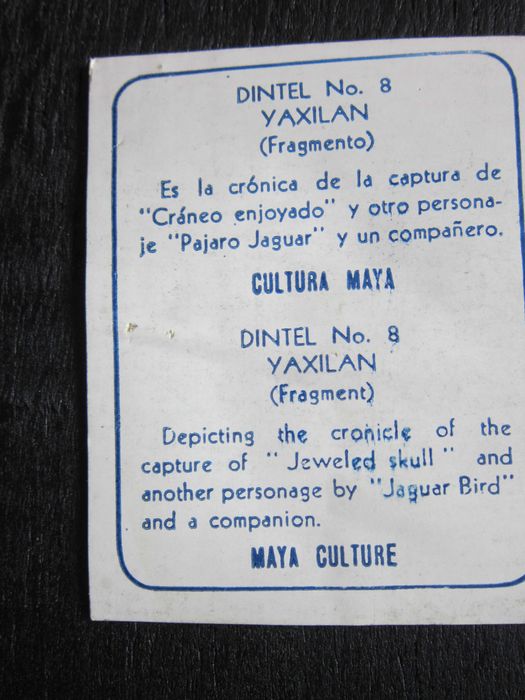 DINTEL No. 8
YAXILAN
(Fragmento)
Es la crónica de la captura de
"Cráneo enjoyado" y otro persona-
je "Pajaro Jaguar" y un compañero.
CULTURA MAYA
DINTEL No. 8
YAXILAN
(Fragment)
Depicting the cronicle of the
capture of "Jeweled skull" and
another personage by "Jaguar Bird"
and a companion.
MAYA CULTURE